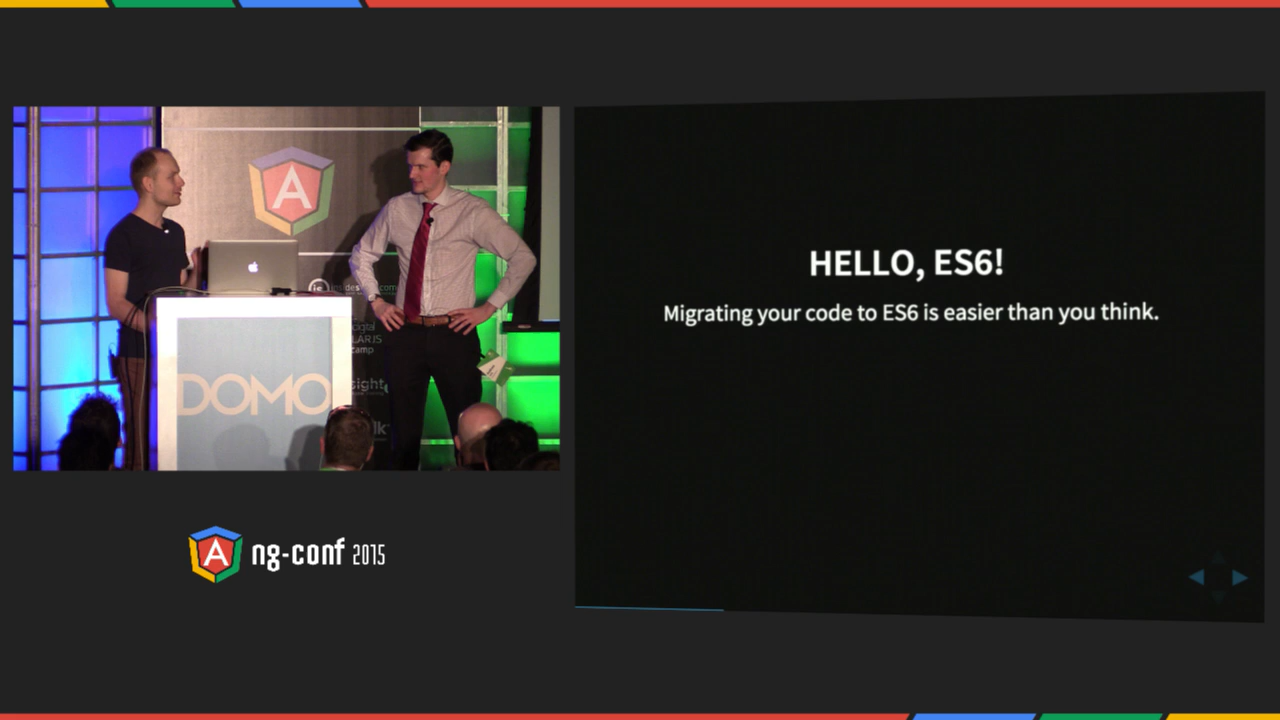 A
DOMO
HELLO, ES6!
Migrating your code to ES6 is easier than you think.
A ng-conf 2015